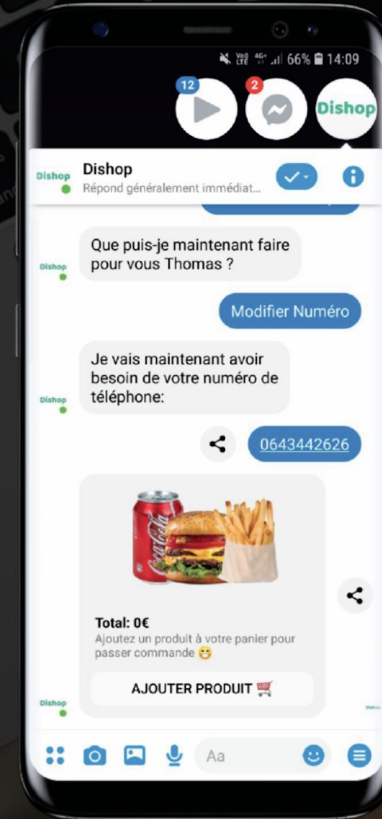 66% 14:09
12
2
Dishop
Dishop
Dishop
Répond généralement immédiat...
Que puis-je maintenant faire
pour vous Thomas ?
Dishop
Modifier Numéro
Je vais maintenant avoir
besoin de votre numéro de
téléphone:
Dishop
0643442626
Coca-Cola
Total: 0€
Ajoutez un produit à votre panier pour
passer commande 😁
AJOUTER PRODUIT 🛒
Dishop
Aa